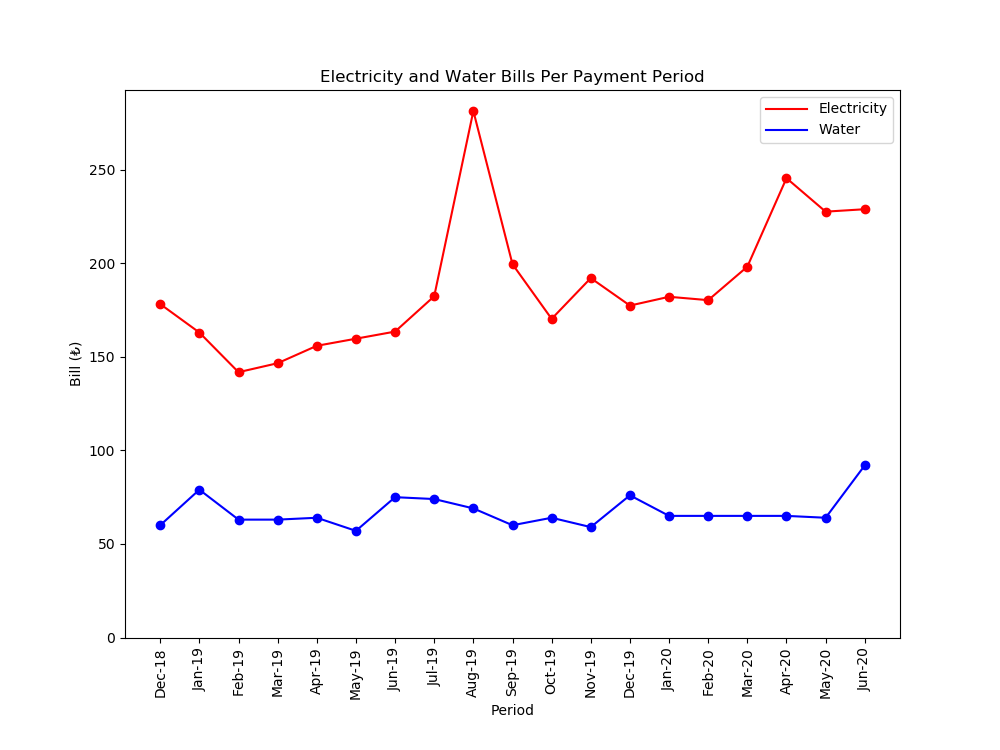 Electricity and Water Bills Per Payment Period
Electricity
Water
250
200
150
100
50
0
Bill (₺)
Dec-18
Jan-19
Feb-19
Mar-19
Apr-19
May-19
Jun-19
Jul-19
Aug-19
Sep-19
Oct-19
Nov-19
Dec-19
Jan-20
Feb-20
Mar-20
Apr-20
May-20
Jun-20
Period